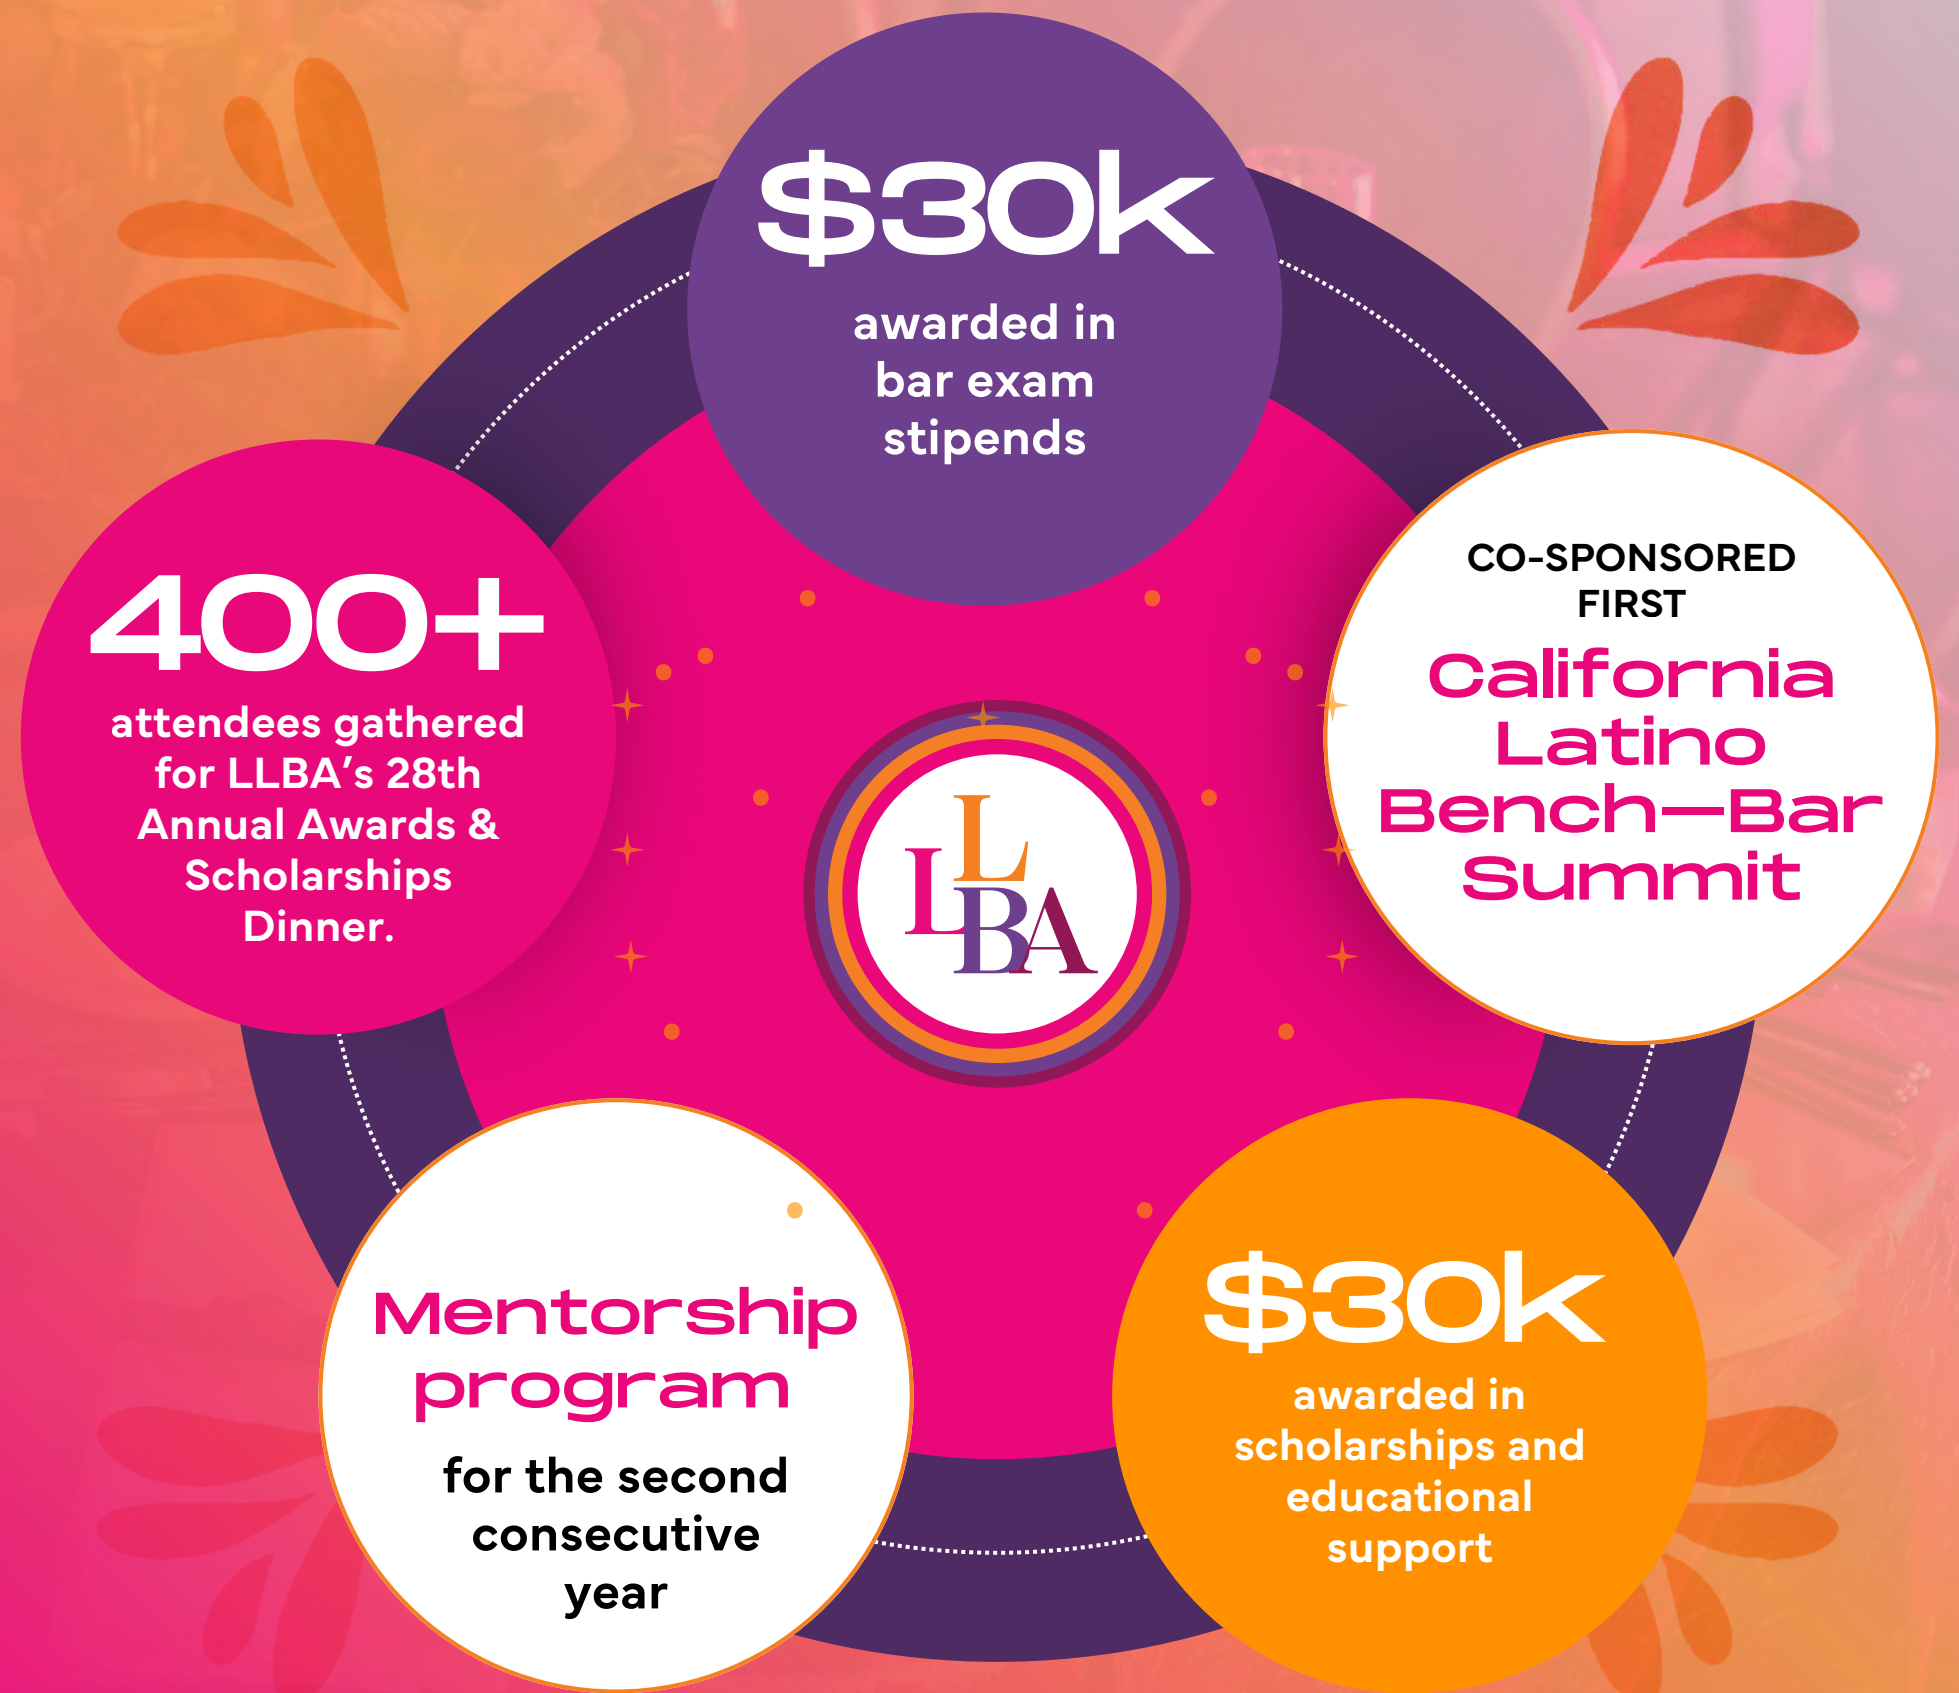 $30k
awarded in
bar exam
stipends
400+
attendees gathered
for LLBA’s 28th
Annual Awards &
Scholarships
Dinner.
CO-SPONSORED
FIRST
California
Latino
Bench—Bar
Summit
L
L
BA
Mentorship
program
for the second
consecutive
year
$30k
awarded in
scholarships and
educational
support